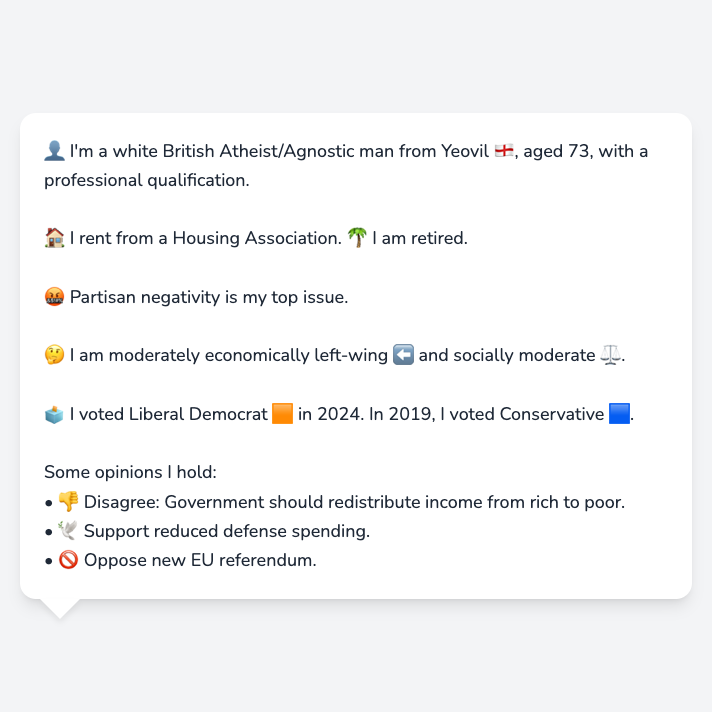 👤 I'm a white British Atheist/Agnostic man from Yeovil 🏴󠁧󠁢󠁥󠁮󠁧󠁿, aged 73, with a
professional qualification.
🏠 I rent from a Housing Association. 🌴 I am retired.
🤬 Partisan negativity is my top issue.
🤔 I am moderately economically left-wing ⬅️ and socially moderate ⚖️.
🗳️ I voted Liberal Democrat 🟧 in 2024. In 2019, I voted Conservative 🟦.
Some opinions I hold:
• 👎 Disagree: Government should redistribute income from rich to poor.
• 🕊️ Support reduced defense spending.
• 🚫 Oppose new EU referendum.